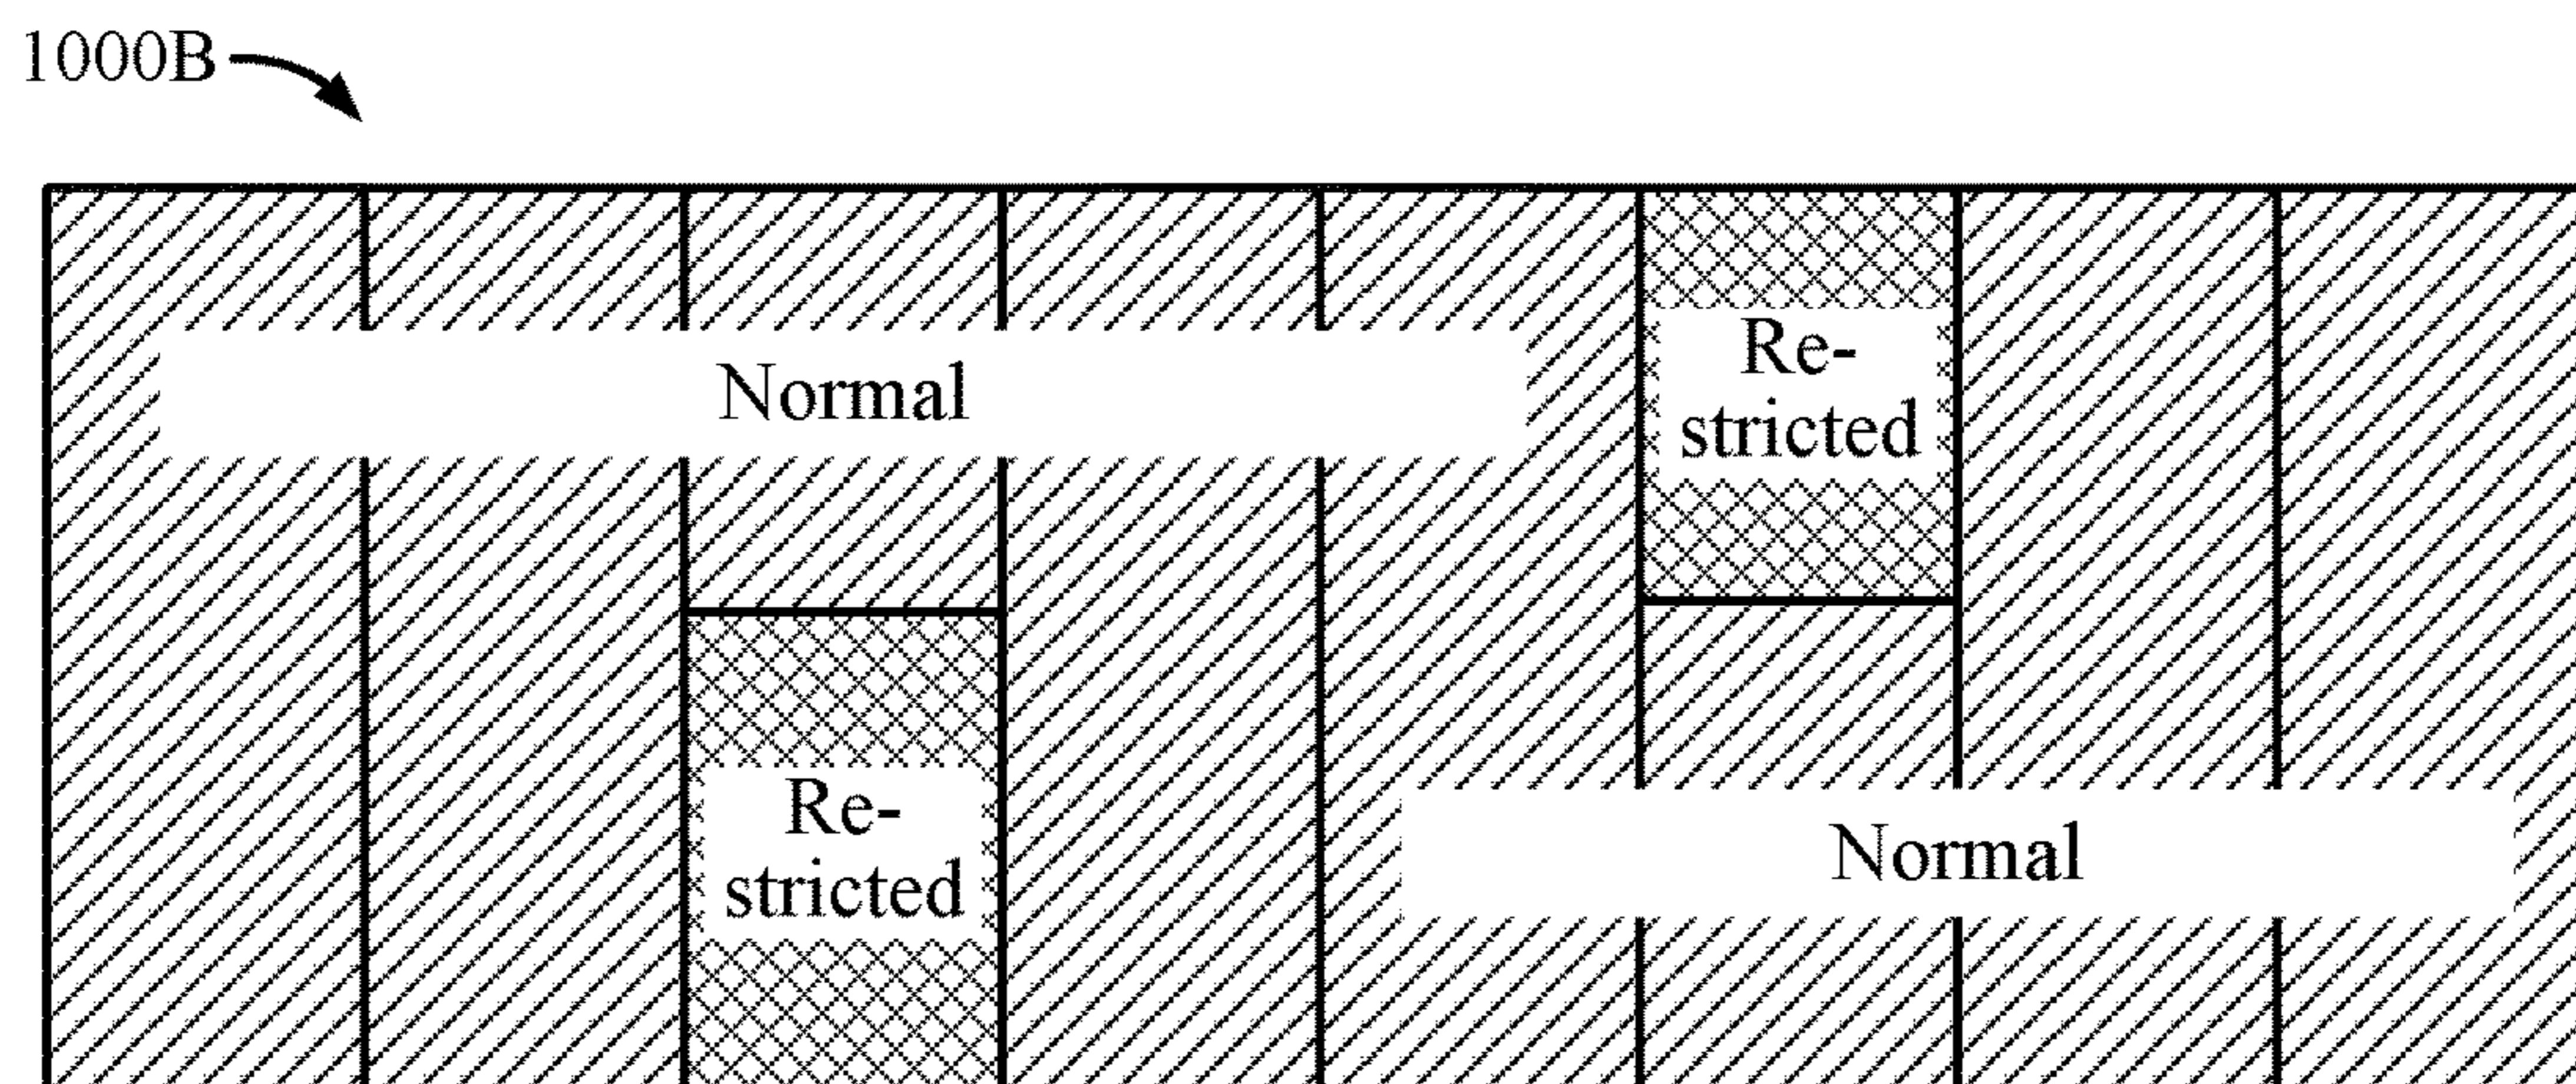 1000B
Normal
Re-
stricted
Re-
stricted
Normal